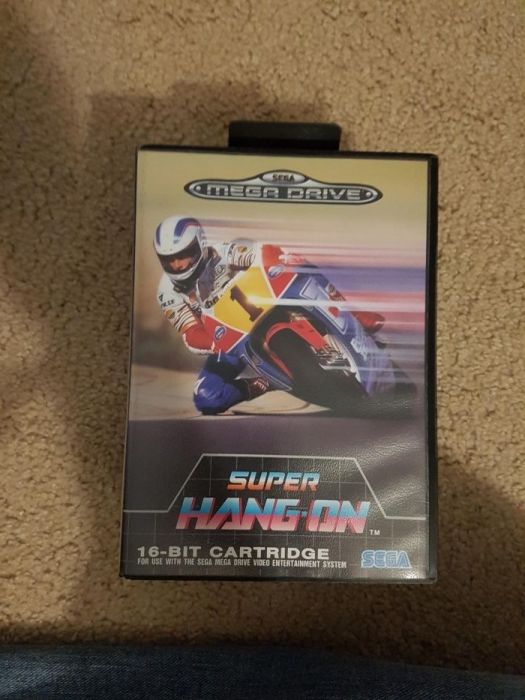 SEGA
MEGA DRIVE
1
SUPER
HANG-ON
TM
16-BIT CARTRIDGE
FOR USE WITH THE SEGA MEGA DRIVE VIDEO ENTERTAINMENT SYSTEM
SEGA